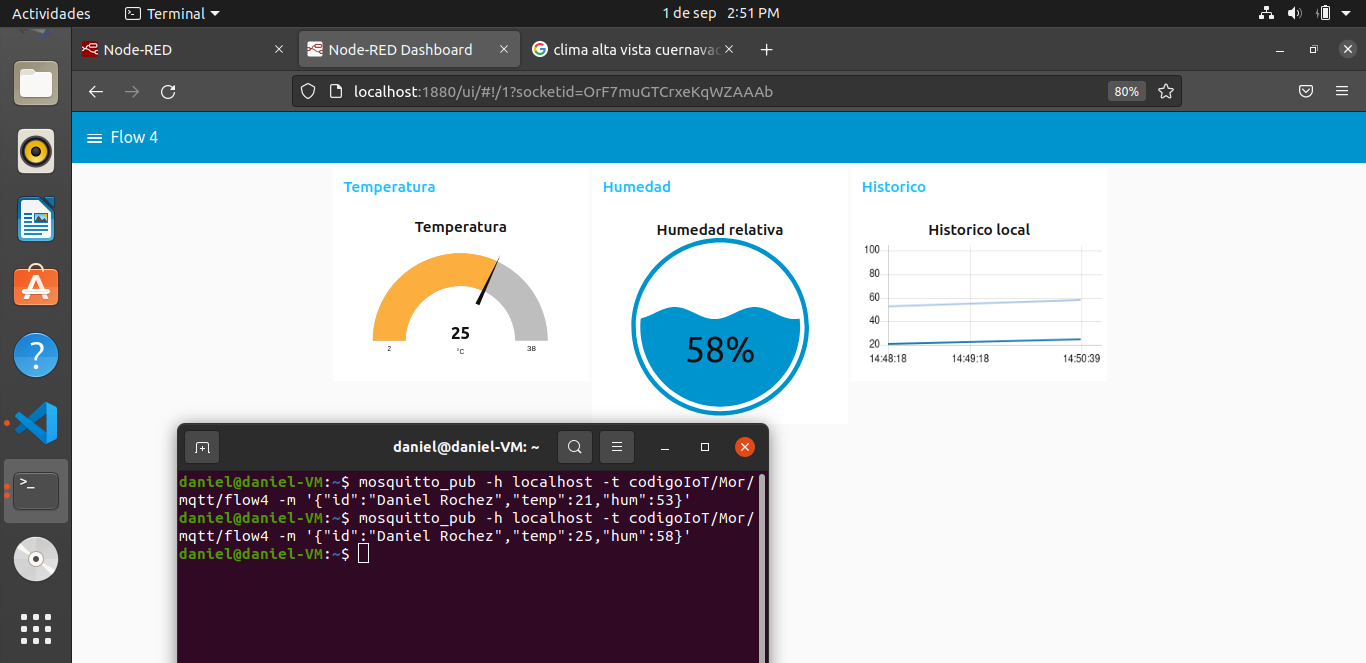 Actividades
Terminal
1 de sep 2:51 PM
Node-RED
Node-RED Dashboard
clima alta vista cuernavac
localhost:1880/ui/#!/1?socketid=OrF7muGTCrxeKqWZAAAb
80%
Flow 4
Temperatura
Temperatura
25
°C
2
38
Humedad
Humedad relativa
58%
Historico
Historico local
100
80
60
40
20
14:48:18
14:49:18
14:50:39
daniel@daniel-VM: ~
daniel@daniel-VM:~$ mosquitto_pub -h localhost -t codigoIoT/Mor/
mqtt/flow4 -m '{"id":"Daniel Rochez","temp":21,"hum":53}'
daniel@daniel-VM:~$ mosquitto_pub -h localhost -t codigoIoT/Mor/
mqtt/flow4 -m '{"id":"Daniel Rochez","temp":25,"hum":58}'
daniel@daniel-VM:~$